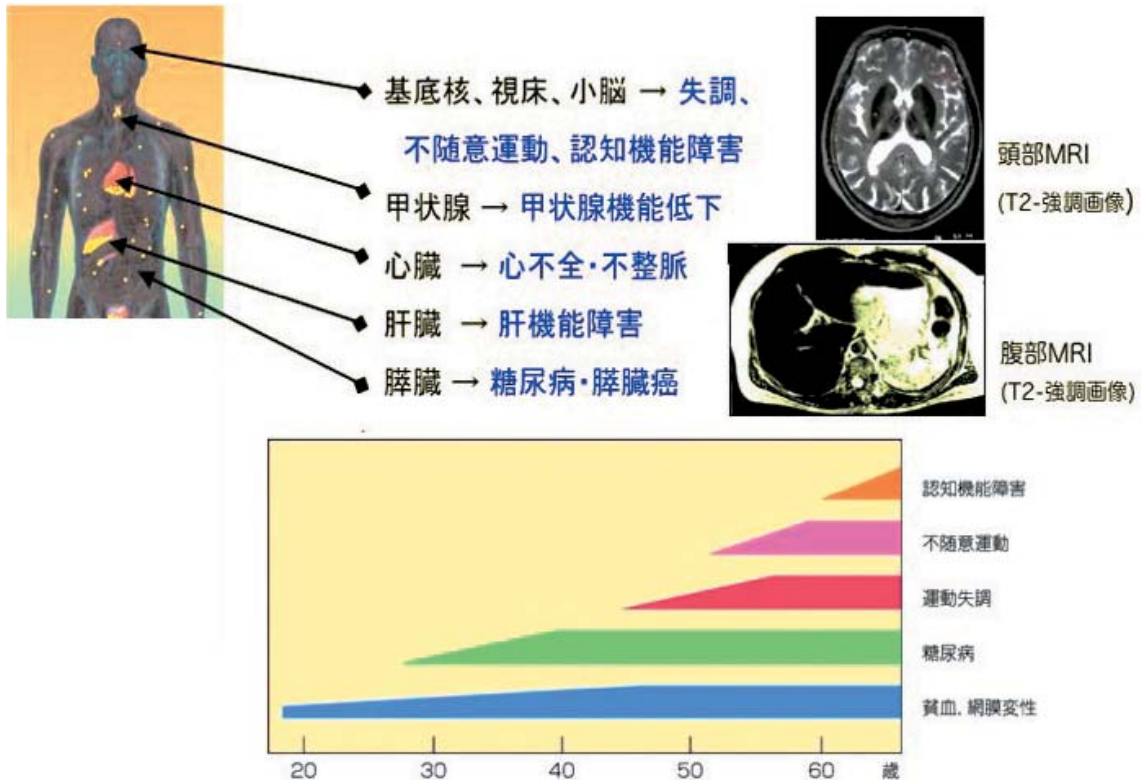 基底核、視床、小脳 → 失調、
不随意運動、認知機能障害
甲状腺 → 甲状腺機能低下
心臓 → 心不全・不整脈
肝臓 → 肝機能障害
膵臓 → 糖尿病・膵臓癌
頭部MRI
(T2-強調画像)
腹部MRI
(T2-強調画像)
認知機能障害
不随意運動
運動失調
糖尿病
貧血, 網膜変性
20 30 40 50 60 歳